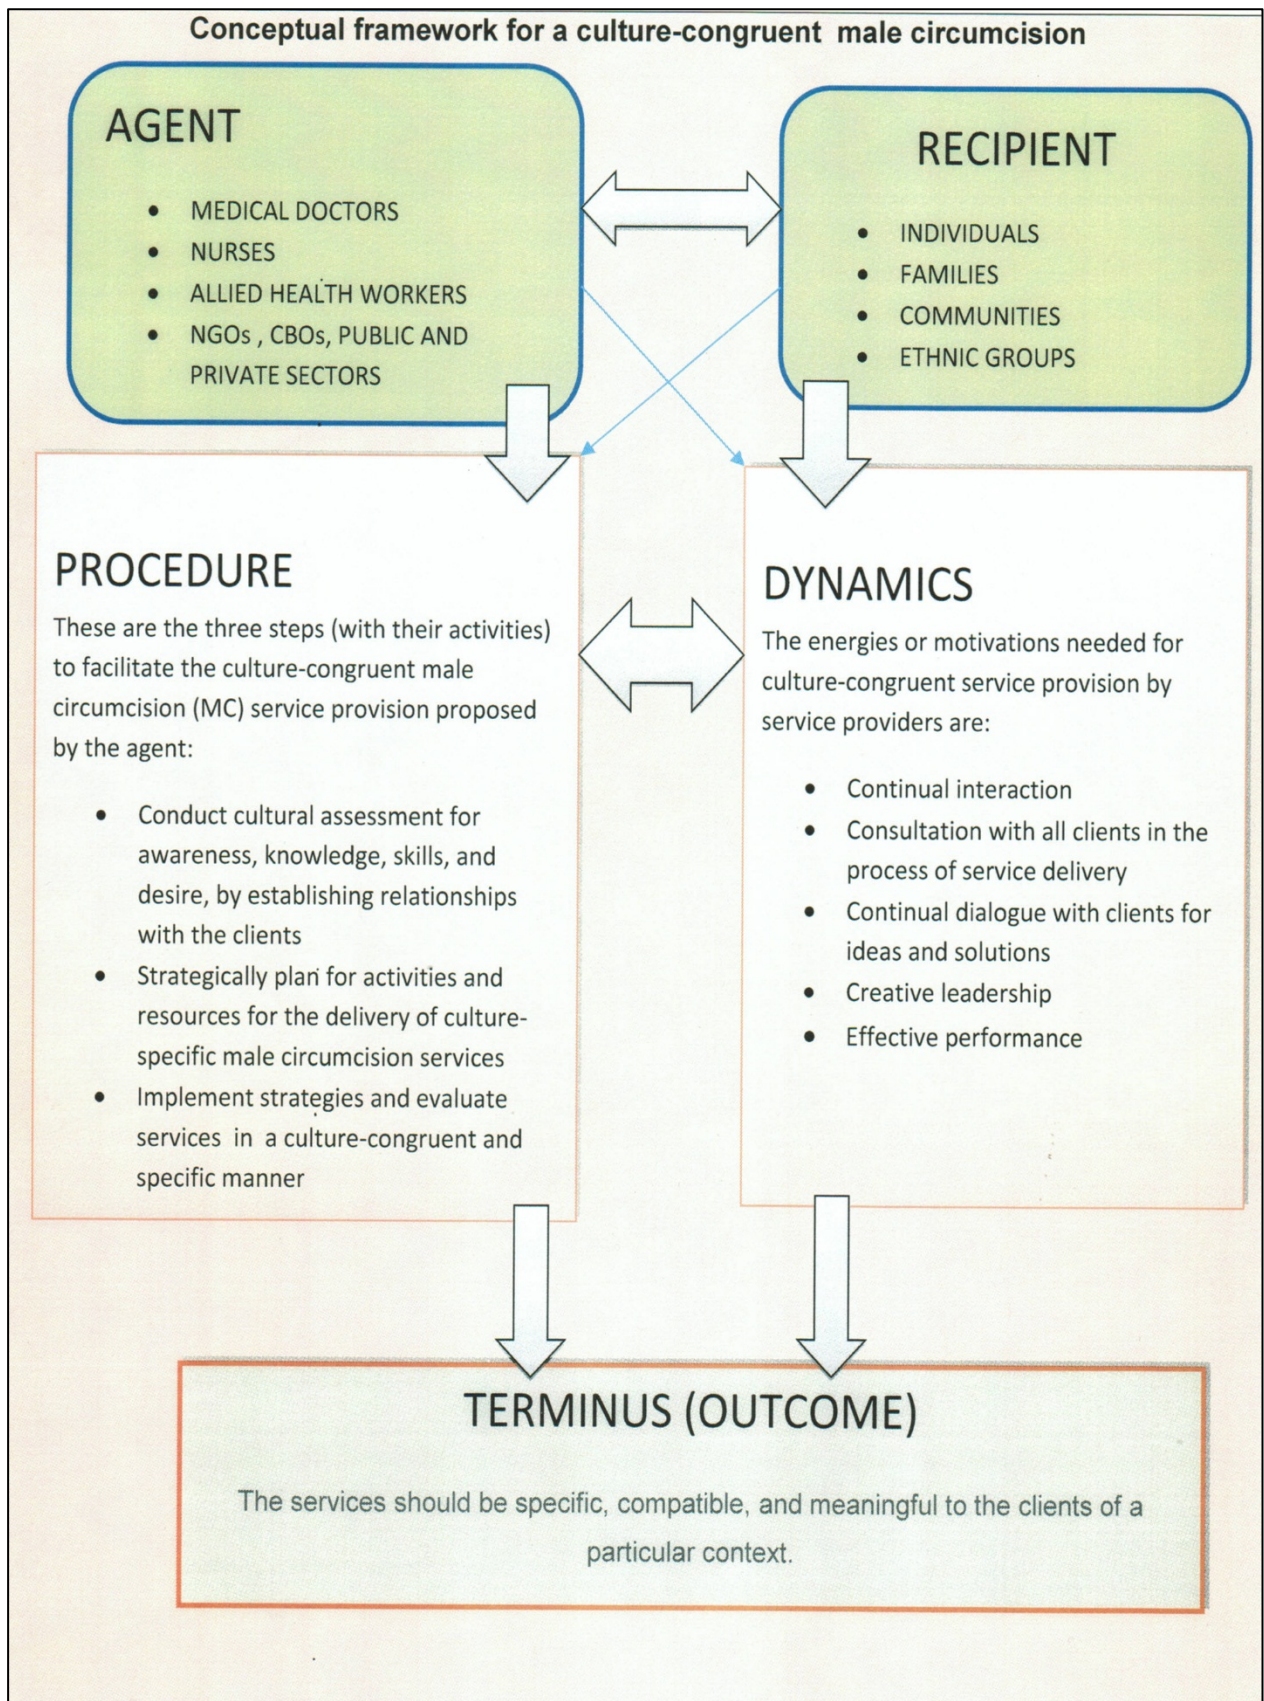 Conceptual framework for a culture-congruent male circumcision
AGENT
• MEDICAL DOCTORS
• NURSES
• ALLIED HEALTH WORKERS
• NGOs , CBOs, PUBLIC AND
PRIVATE SECTORS
RECIPIENT
• INDIVIDUALS
• FAMILIES
• COMMUNITIES
• ETHNIC GROUPS
PROCEDURE
These are the three steps (with their activities)
to facilitate the culture-congruent male
circumcision (MC) service provision proposed
by the agent:
• Conduct cultural assessment for
awareness, knowledge, skills, and
desire, by establishing relationships
with the clients
• Strategically plan for activities and
resources for the delivery of culture-
specific male circumcision services
• Implement strategies and evaluate
services in a culture-congruent and
specific manner
DYNAMICS
The energies or motivations needed for
culture-congruent service provision by
service providers are:
• Continual interaction
• Consultation with all clients in the
process of service delivery
• Continual dialogue with clients for
ideas and solutions
• Creative leadership
• Effective performance
TERMINUS (OUTCOME)
The services should be specific, compatible, and meaningful to the clients of a
particular context.